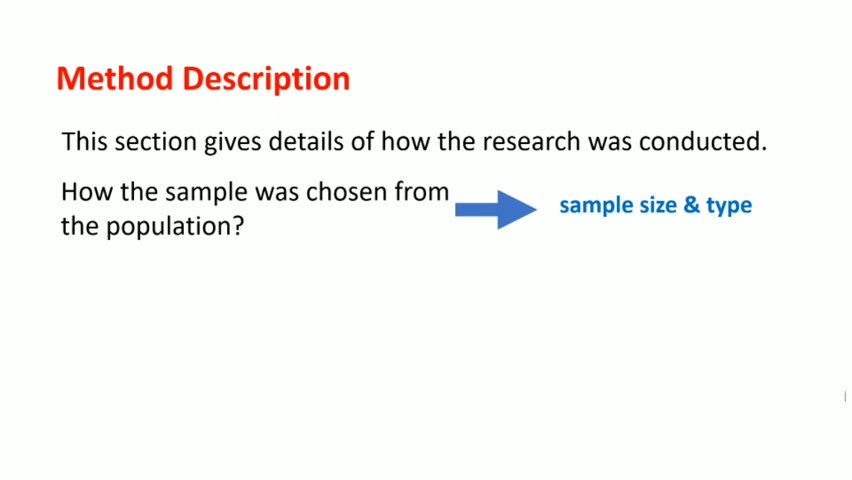 Method Description
This section gives details of how the research was conducted.
How the sample was chosen from
the population?
sample size & type